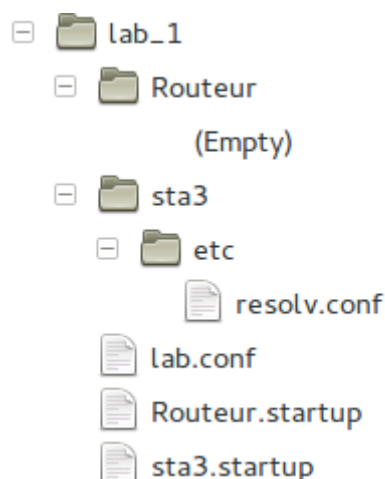 lab_1
Routeur
(Empty)
sta3
etc
resolv.conf
lab.conf
Routeur.startup
sta3.startup